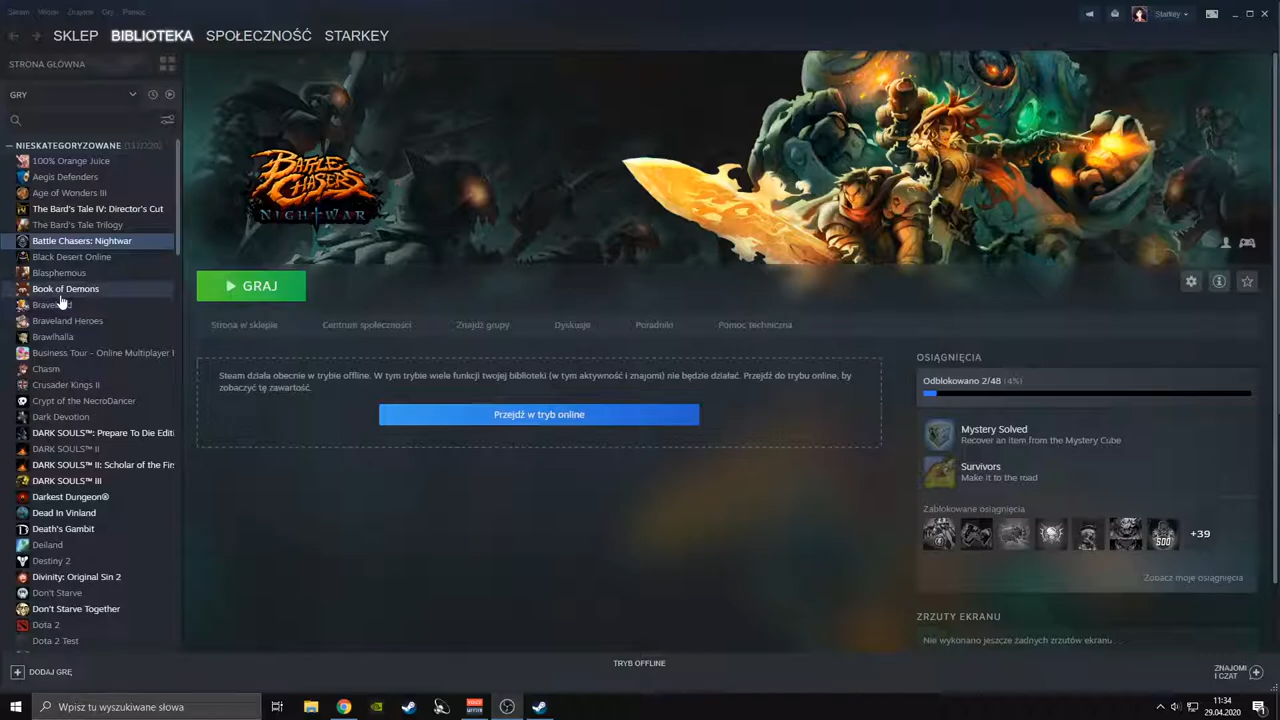 Steam Widok Znajomi Gry Pomoc
Starkey
SKLEP BIBLIOTEKA SPOŁECZNOŚĆ STARKEY
STRONA GŁÓWNA
GRY
NIESKATEGORYZOWANE
100% Orange Juice
Aegis Defenders
Age of Wonders III
The Bard's Tale IV: Director's Cut
The Bard's Tale Trilogy
Battle Chasers: Nightwar
Black Desert Online
Blasphemous
Book of Demons
Braveland Heroes
Brawlhalla
Business Tour - Online Multiplayer
Chasm
Crusader Kings II
Crypt of the NecroDancer
Dark Devotion
DARK SOULS™: Prepare To Die Editi
DARK SOULS™ II
DARK SOULS™ II: Scholar of the Firs
DARK SOULS™ III
Darkest Dungeon®
Dead In Vinland
Death's Gambit
Deiland
Destiny 2
Divinity: Original Sin 2
Don't Starve
Don't Starve Together
Dota 2
Dota 2 Test
DODAJ GRĘ
BATTLE
CHASERS
NIGHTWAR
GRAJ
Strona w sklepie Centrum społeczności Znajdź grupy Dyskusje Poradniki Pomoc techniczna
Steam działa obecnie w trybie offline. W tym trybie wiele funkcji twojej biblioteki (w tym aktywność i znajomi) nie będzie działać. Przejdź do trybu online, by
zobaczyć tę zawartość.
Przejdź w tryb online
OSIĄGNIĘCIA
Odblokowano 2/48 (4%)
Mystery Solved
Recover an item from the Mystery Cube
Survivors
Make it to the road
Zablokowane osiągnięcia
+39
Zobacz moje osiągnięcia
ZRZUTY EKRANU
Nie wykonano jeszcze żadnych zrzutów ekranu
TRYB OFFLINE
ZNAJOMI
I CZAT
Wpisz tu wyszukiwane słowa
11:34
29.04.2020